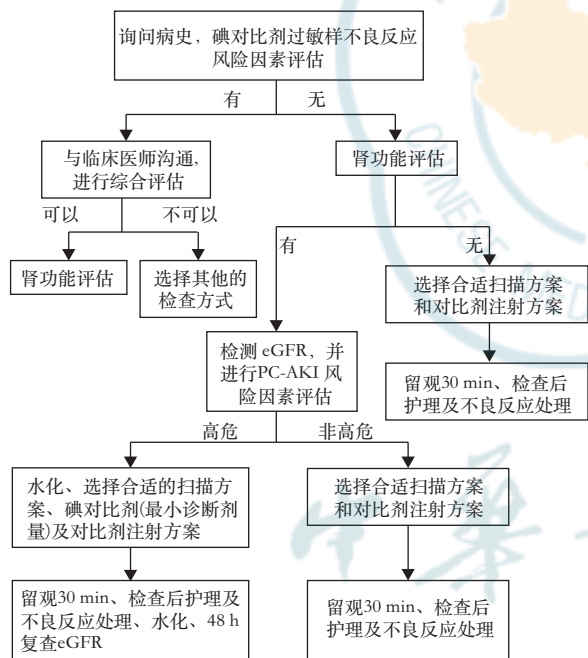 询问病史，碘对比剂过敏样不良反应
风险因素评估
有 无
与临床医师沟通,
进行综合评估
肾功能评估
可以 不可以
有 无
肾功能评估
选择其他的
检查方式
选择合适扫描方案
和对比剂注射方案
检测 eGFR，并
进行PC-AKI 风
险因素评估
留观30 min、检查后
护理及不良反应处理
高危 非高危
水化、选择合适的扫描方
案、碘对比剂(最小诊断剂
量)及对比剂注射方案
选择合适扫描方案
和对比剂注射方案
留观30 min、检查后护理及
不良反应处理、水化、48 h
复查eGFR
留观30 min、检查后
护理及不良反应处理
CHINESE MED
中华